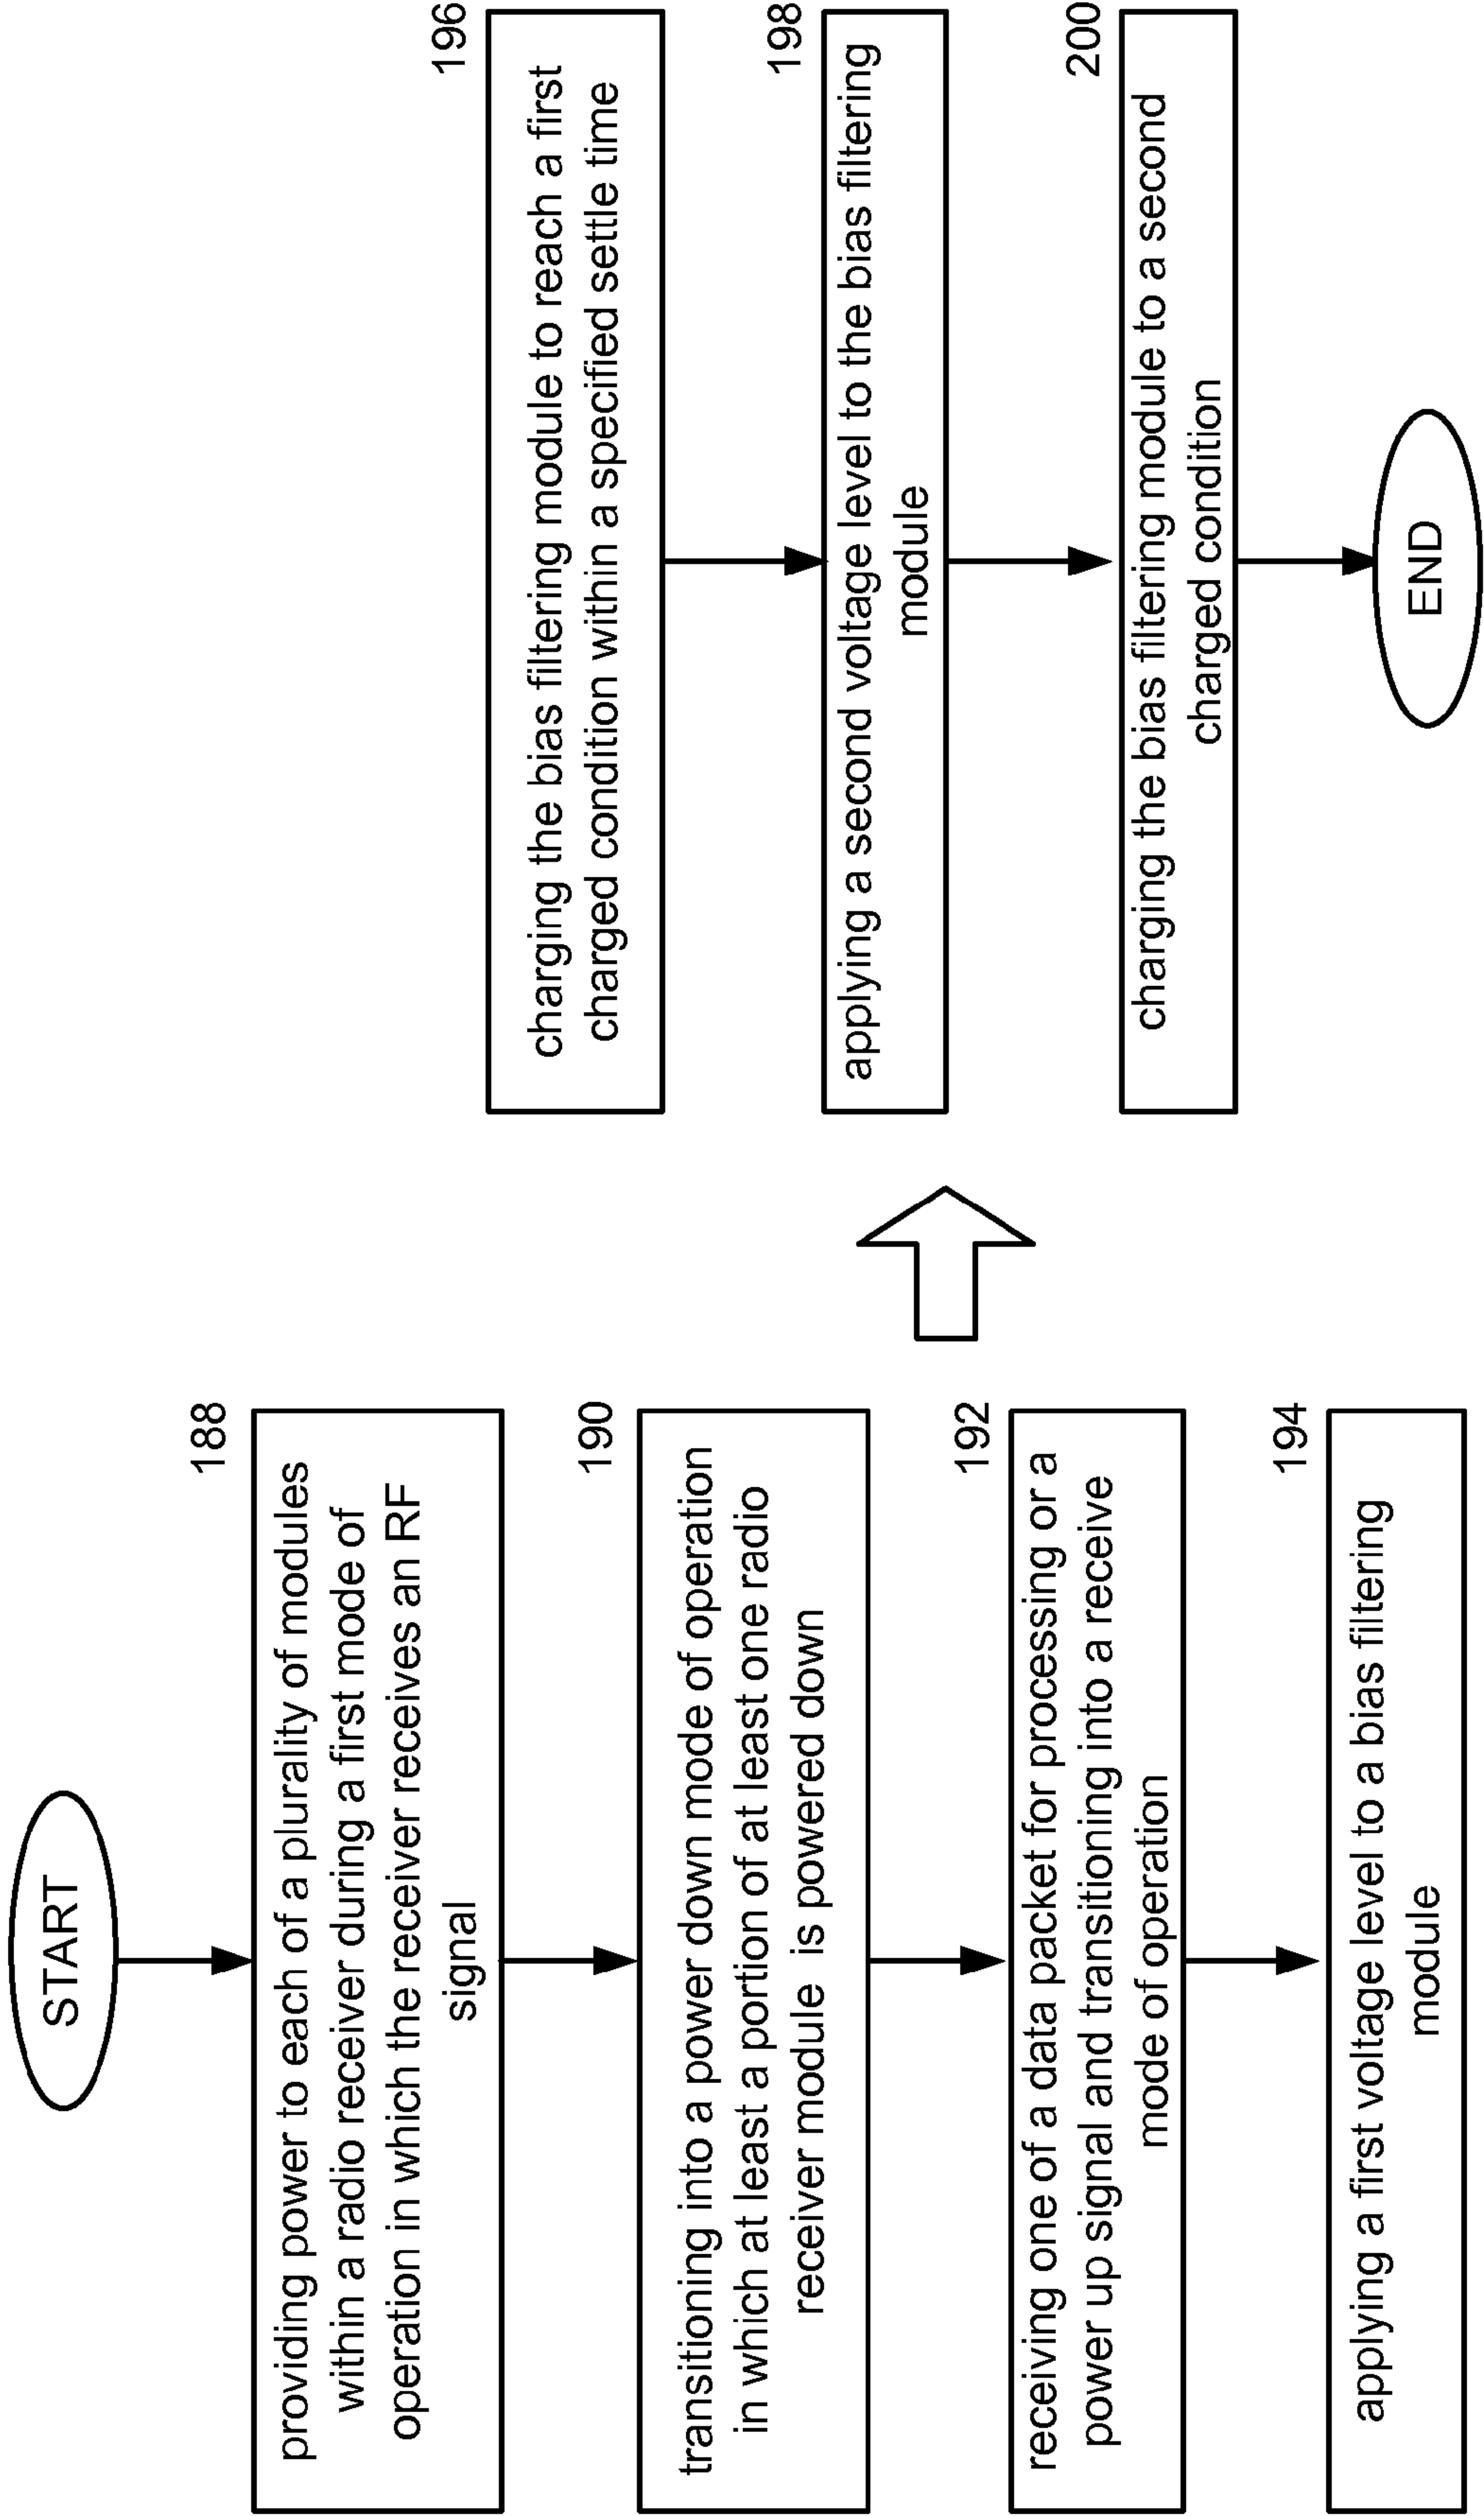 START
188
providing power to each of a plurality of modules
within a radio receiver during a first mode of
operation in which the receiver receives an RF
signal
190
transitioning into a power down mode of operation
in which at least a portion of at least one radio
receiver module is powered down
192
receiving one of a data packet for processing or a
power up signal and transitioning into a receive
mode of operation
194
applying a first voltage level to a bias filtering
module
196
charging the bias filtering module to reach a first
charged condition within a specified settle time
198
applying a second voltage level to the bias filtering
module
200
charging the bias filtering module to a second
charged condition
END